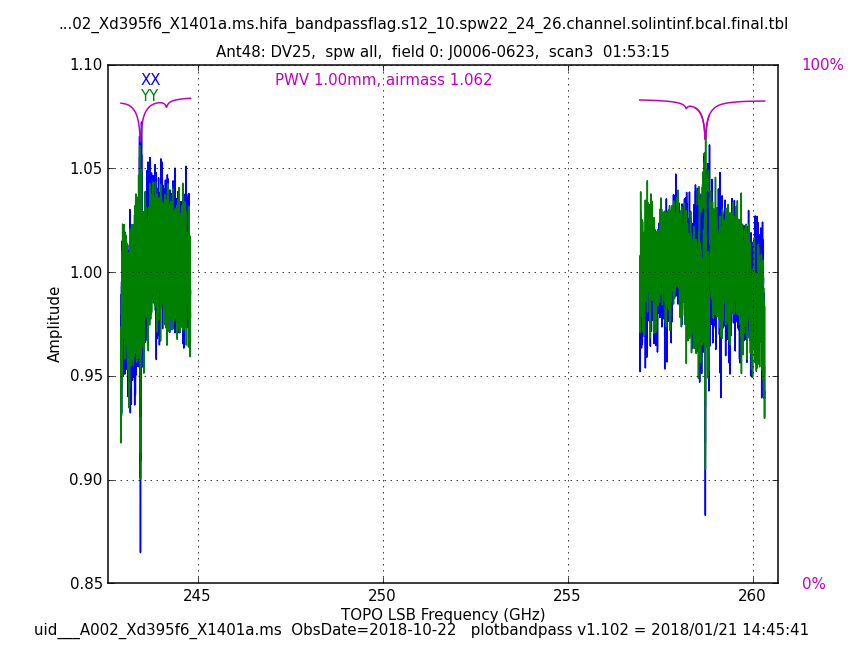 ...02_Xd395f6_X1401a.ms.hifa_bandpassflag.s12_10.spw22_24_26.channel.solintinf.bcal.final.tbl
Ant48: DV25,  spw all,  field 0: J0006-0623,  scan3  01:53:15
1.10
XX
PWV 1.00mm, airmass 1.062
100%
YY
1.05
1.00
Amplitude
0.95
0.90
0.85
0%
245
250
255
260
TOPO LSB Frequency (GHz)
uid___A002_Xd395f6_X1401a.ms  ObsDate=2018-10-22   plotbandpass v1.102 = 2018/01/21 14:45:41